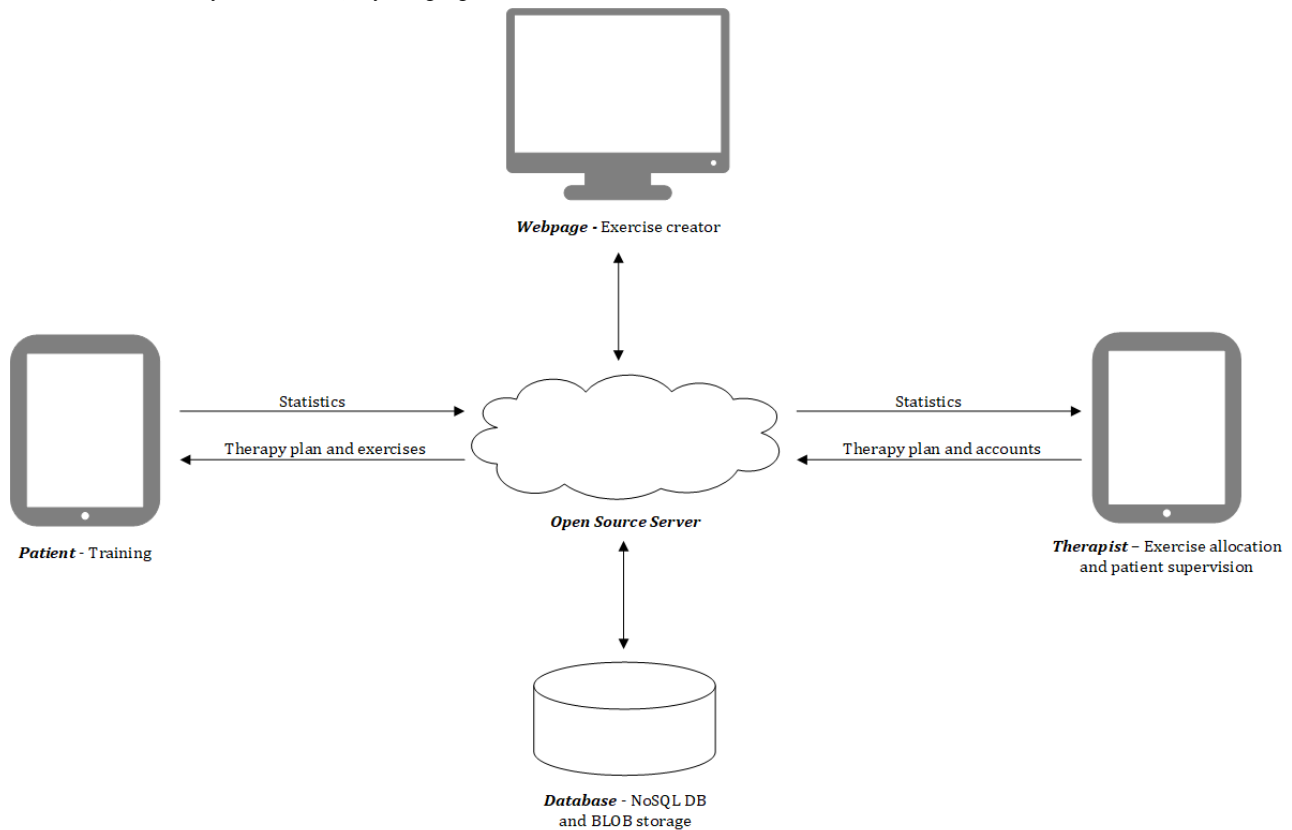 Webpage - Exercise creator
Statistics
Statistics
Therapy plan and exercises
Therapy plan and accounts
Open Source Server
Patient - Training
Therapist – Exercise allocation
and patient supervision
Database - NoSQL DB
and BLOB storage